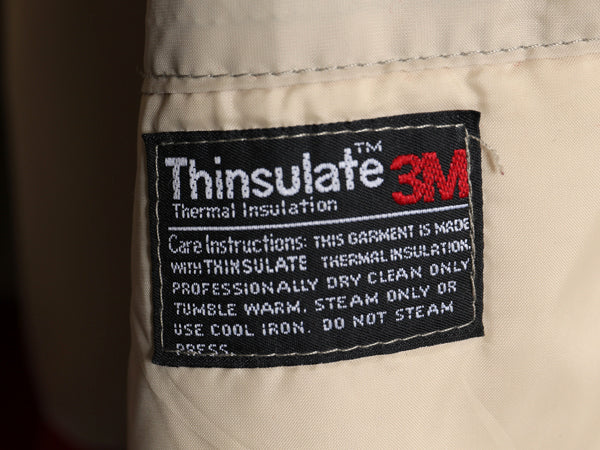 Thinsulate™ 3M
Thermal Insulation
Care Instructions: THIS GARMENT IS MADE
WITH THINSULATE THERMAL INSULATION.
PROFESSIONALLY DRY CLEAN ONLY
TUMBLE WARM. STEAM ONLY OR
USE COOL IRON. DO NOT STEAM
PRESS.